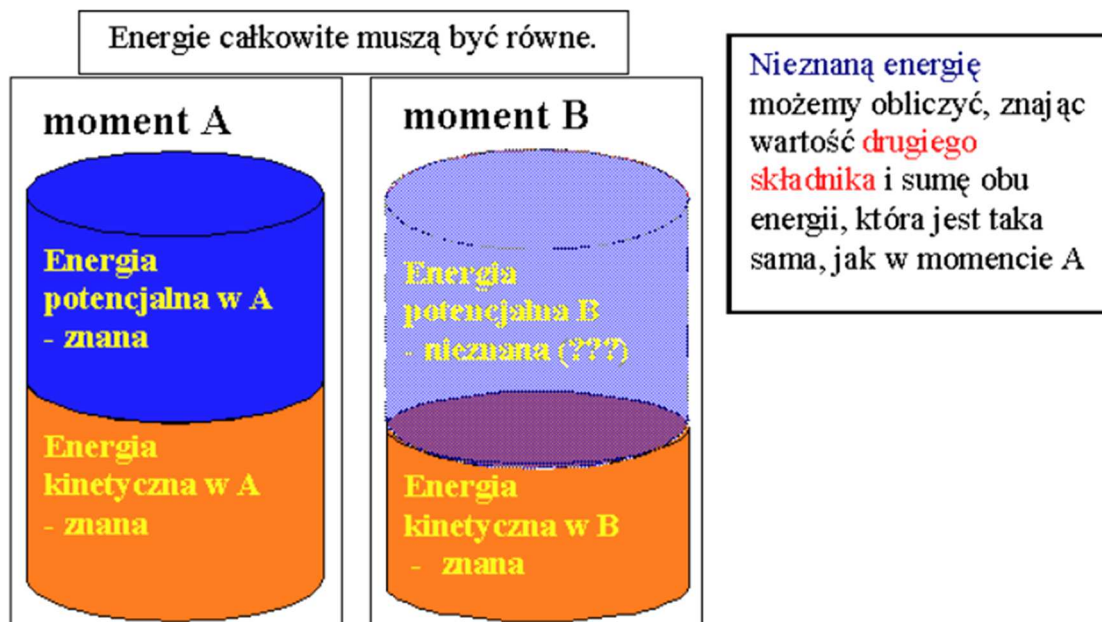 Energie całkowite muszą być równe.
moment A
Energia
potencjalna w A
- znana
Energia
kinetyczna w A
- znana
moment B
Energia
potencjalna B
- nieznana (???)
Energia
kinetyczna w B
- znana
Nieznaną energię
możemy obliczyć, znając
wartość drugiego
składnika i sumę obu
energii, która jest taka
sama, jak w momencie A